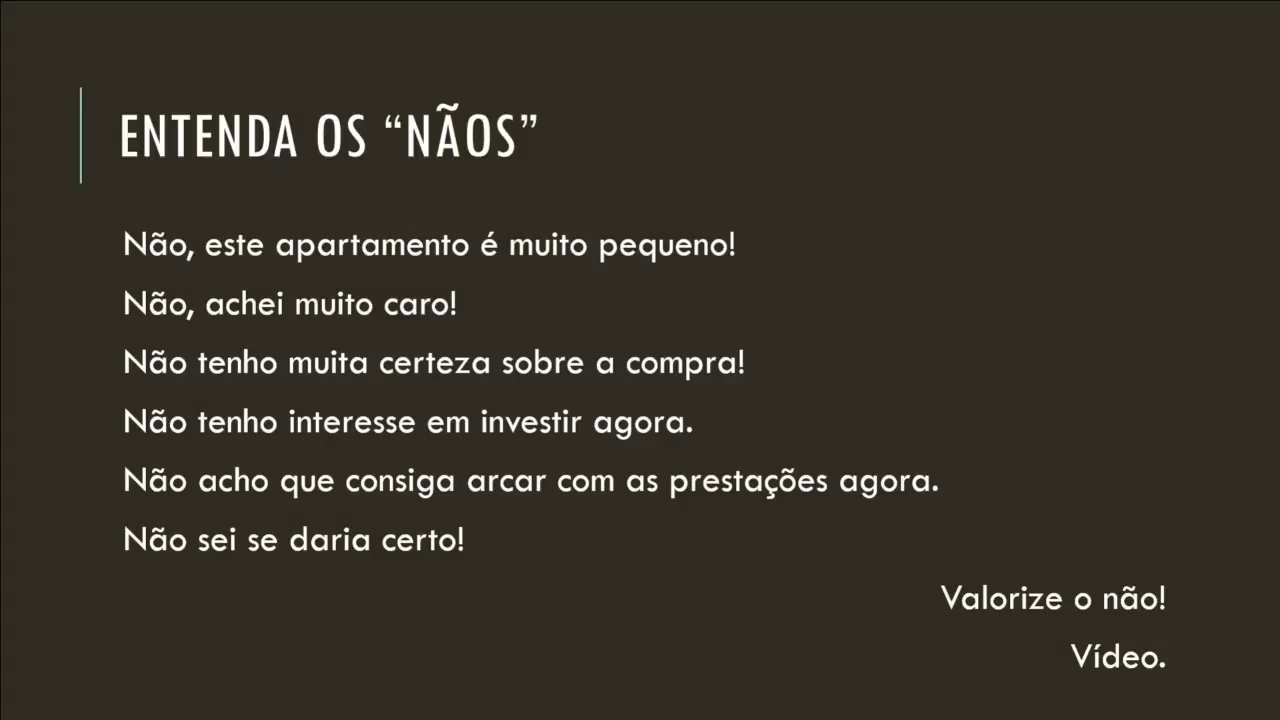 ENTENDA OS “NÃOS”
Não, este apartamento é muito pequeno!
Não, achei muito caro!
Não tenho muita certeza sobre a compra!
Não tenho interesse em investir agora.
Não acho que consiga arcar com as prestações agora.
Não sei se daria certo!
Valorize o não!
Vídeo.